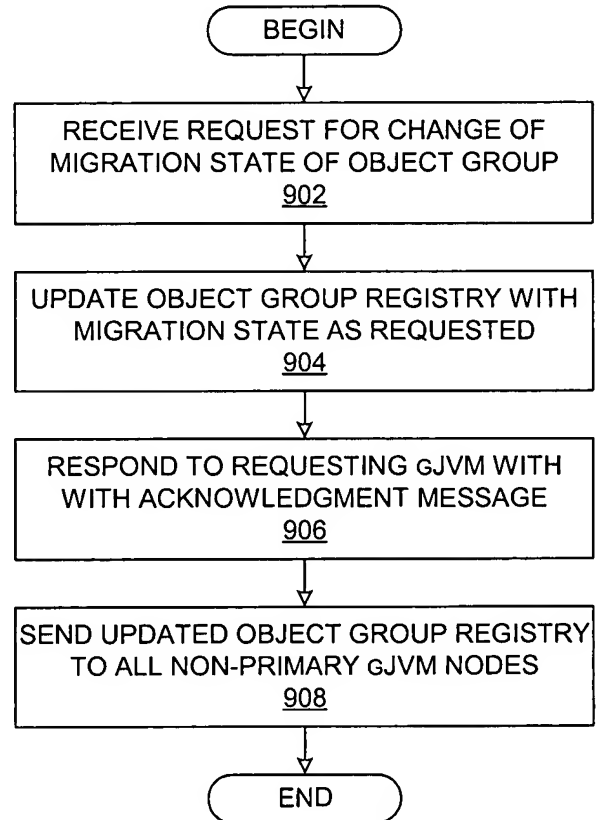 BEGIN
RECEIVE REQUEST FOR CHANGE OF
MIGRATION STATE OF OBJECT GROUP
902
UPDATE OBJECT GROUP REGISTRY WITH
MIGRATION STATE AS REQUESTED
904
RESPOND TO REQUESTING GJVM WITH
WITH ACKNOWLEDGMENT MESSAGE
906
SEND UPDATED OBJECT GROUP REGISTRY
TO ALL NON-PRIMARY GJVM NODES
908
END